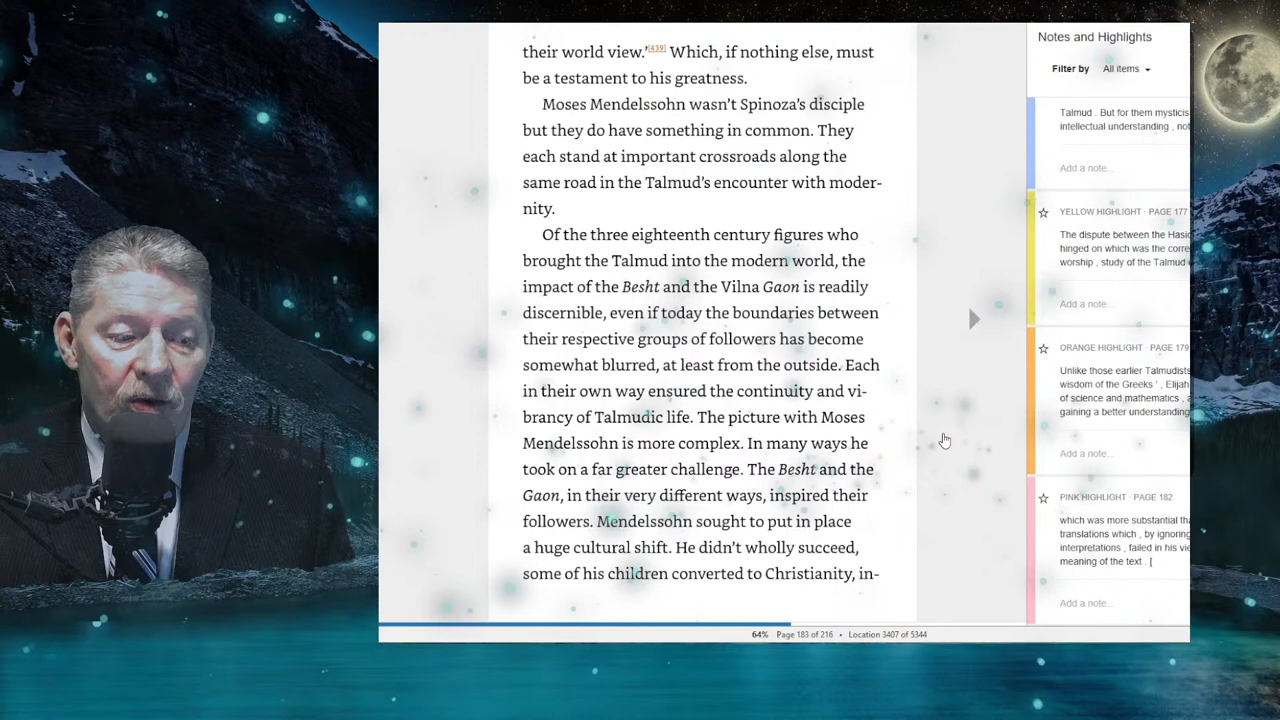 their world view.'[439] Which, if nothing else, must
be a testament to his greatness.
Moses Mendelssohn wasn't Spinoza's disciple
but they do have something in common. They
each stand at important crossroads along the
same road in the Talmud's encounter with moder-
nity.
Of the three eighteenth century figures who
brought the Talmud into the modern world, the
impact of the Besht and the Vilna Gaon is readily
discernible, even if today the boundaries between
their respective groups of followers has become
somewhat blurred, at least from the outside. Each
in their own way ensured the continuity and vi-
brancy of Talmudic life. The picture with Moses
Mendelssohn is more complex. In many ways he
took on a far greater challenge. The Besht and the
Gaon, in their very different ways, inspired their
followers. Mendelssohn sought to put in place
a huge cultural shift. He didn't wholly succeed,
some of his children converted to Christianity, in-
64% Page 183 of 216 • Location 3407 of 5344
Notes and Highlights
Filter by All items
Talmud . But for them mysticis
intellectual understanding , not
Add a note...
YELLOW HIGHLIGHT · PAGE 177
The dispute between the Hasid
hinged on which was the corre
worship , study of the Talmud
Add a note...
ORANGE HIGHLIGHT · PAGE 179
Unlike those earlier Talmudists
wisdom of the Greeks ' , Elijah
of science and mathematics ,
gaining a better understanding
Add a note...
PINK HIGHLIGHT · PAGE 182
which was more substantial tha
translations which , by ignoring
interpretations , failed in his vie
meaning of the text . [
Add a note...